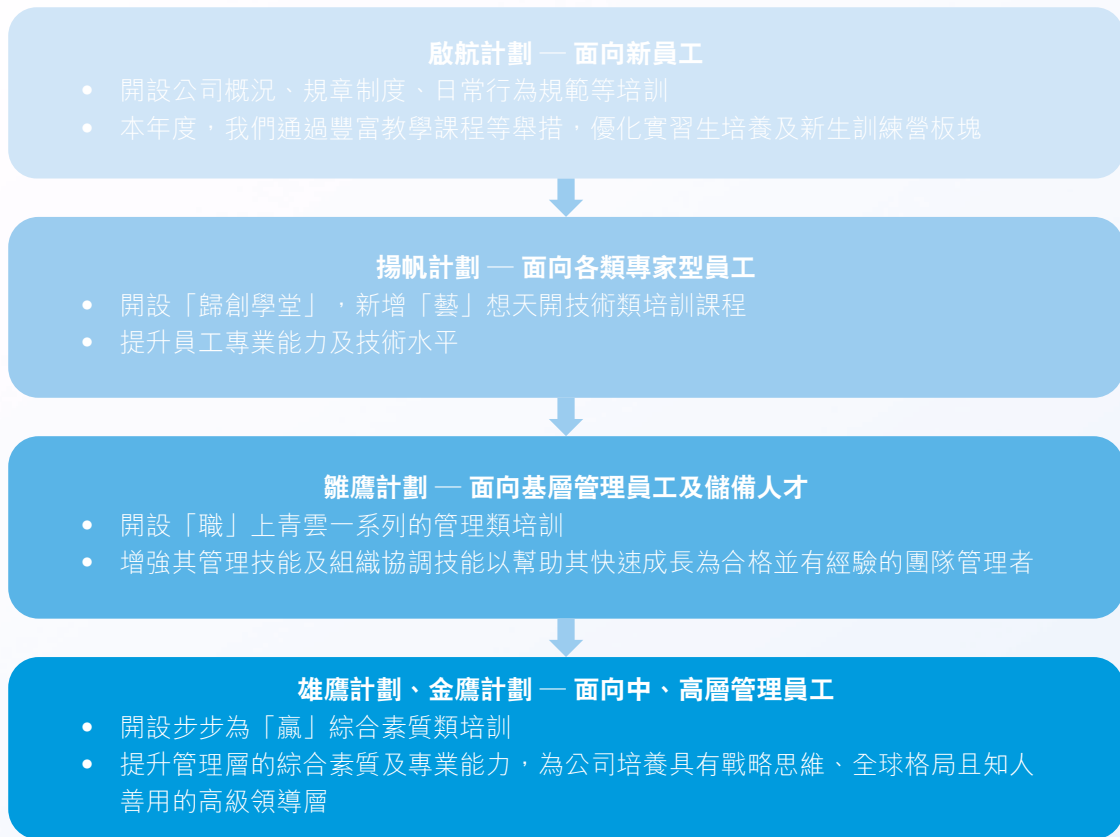 啟航計劃 — 面向新員工
• 開設公司概況、規章制度、日常行為規範等培訓
• 本年度，我們通過豐富教學課程等舉措，優化實習生培養及新生訓練營板塊
揚帆計劃 — 面向各類專家型員工
• 開設「歸創學堂」，新增「藝」想天開技術類培訓課程
• 提升員工專業能力及技術水平
雛鷹計劃 — 面向基層管理員工及儲備人才
• 開設「職」上青雲一系列的管理類培訓
• 增強其管理技能及組織協調技能以幫助其快速成長為合格並有經驗的團隊管理者
雄鷹計劃、金鷹計劃 — 面向中、高層管理員工
• 開設步步為「贏」綜合素質類培訓
• 提升管理層的綜合素質及專業能力，為公司培養具有戰略思維、全球格局且知人
善用的高級領導層